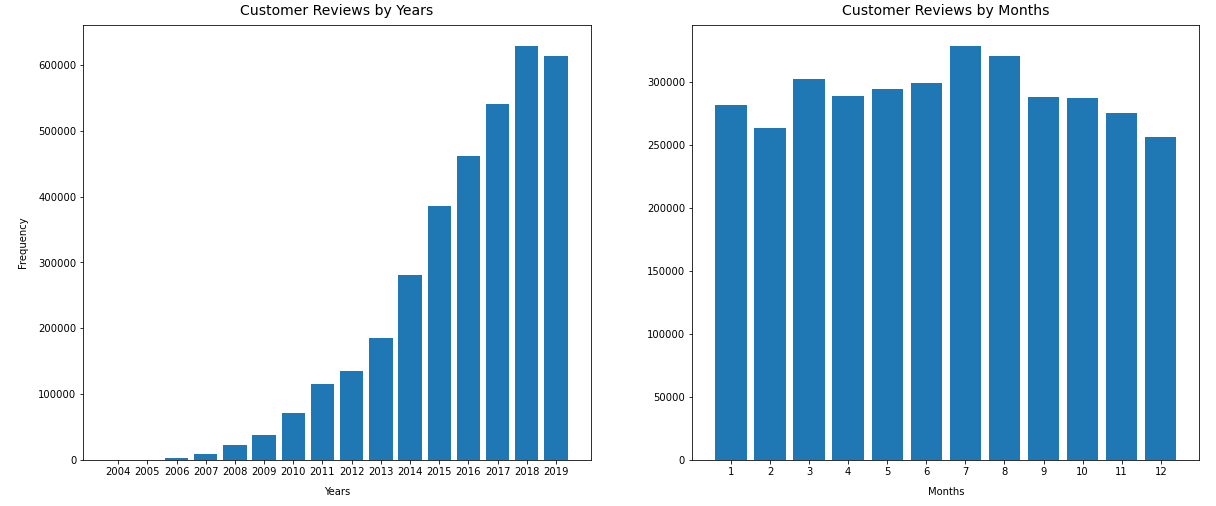 Customer Reviews by Years
600000
500000
400000
300000
200000
100000
0
Frequency
2004 2005 2006 2007 2008 2009 2010 2011 2012 2013 2014 2015 2016 2017 2018 2019
Years
Customer Reviews by Months
300000
250000
200000
150000
100000
50000
0
1 2 3 4 5 6 7 8 9 10 11 12
Months